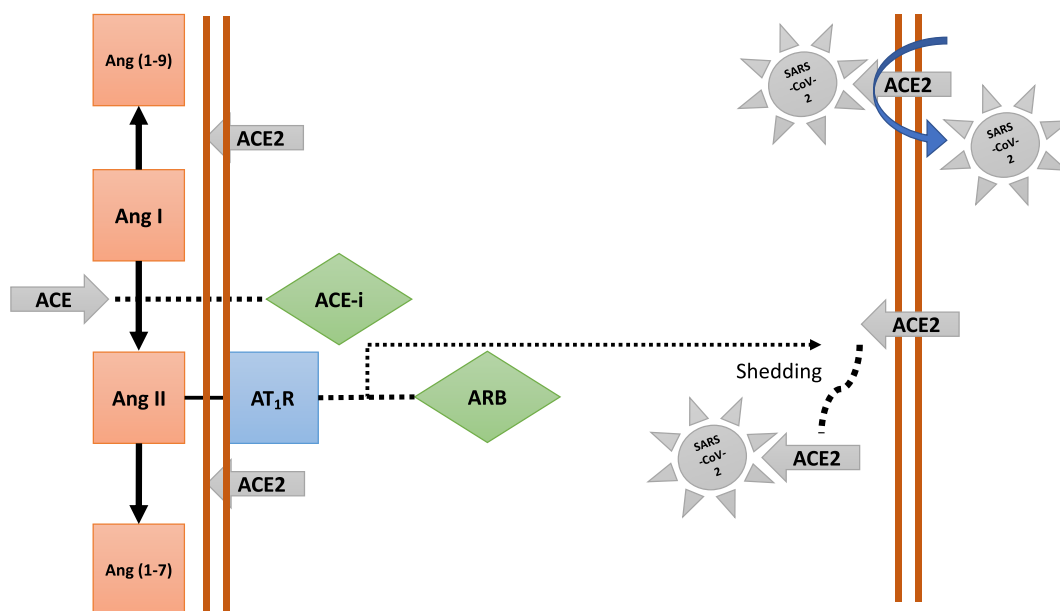 Ang (1-9)
ACE2
Ang I
ACE
ACE-i
Ang II
AT₁R
ARB
ACE2
Ang (1-7)
SARS
-CoV-
2
ACE2
SARS
-CoV-
2
ACE2
Shedding
SARS
-CoV-
2
ACE2